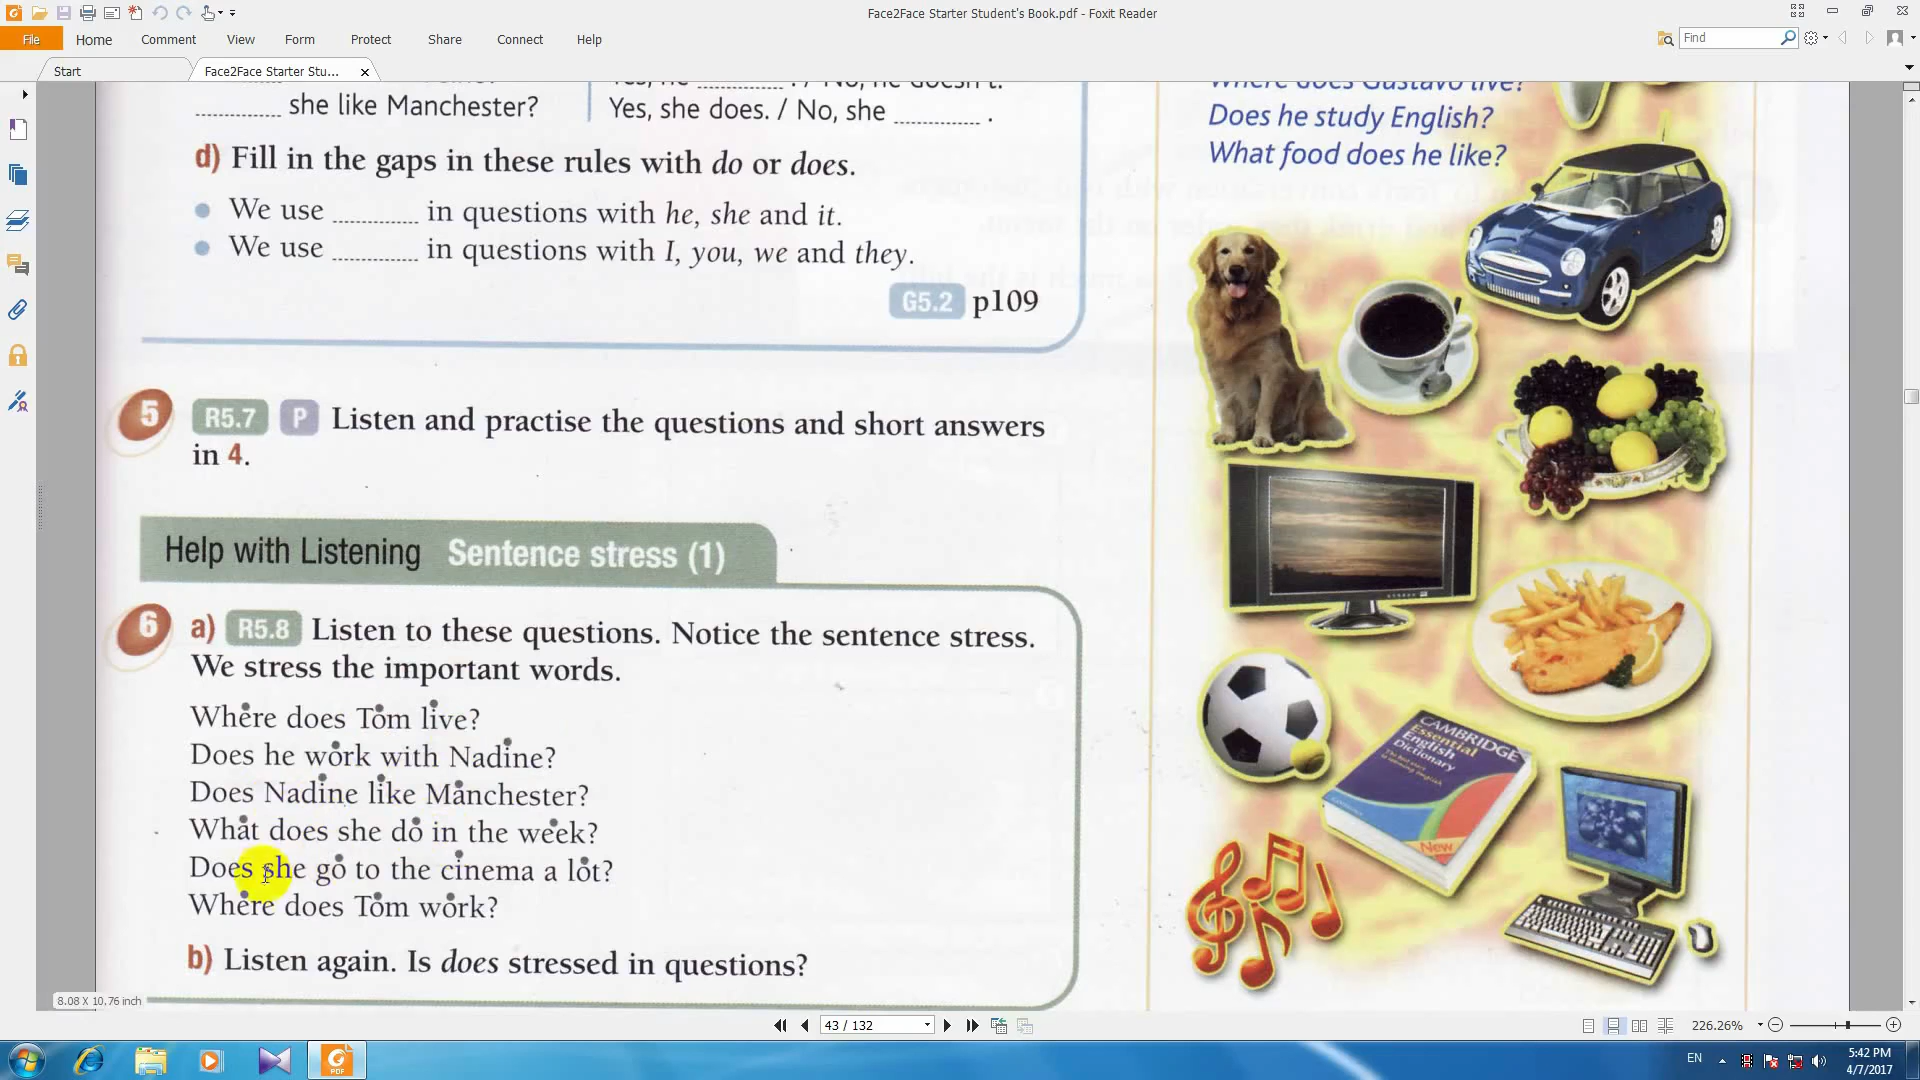 Face2Face Starter Student's Book.pdf - Foxit Reader
File Home Comment View Form Protect Share Connect Help
Find
Start Face2Face Starter Stu...
she like Manchester?
Yes, she does. / No, she .......... .
d) Fill in the gaps in these rules with do or does.
We use .......... in questions with he, she and it.
We use .......... in questions with I, you, we and they.
G5.2 p109
5 R5.7 P Listen and practise the questions and short answers
in 4.
Help with Listening Sentence stress (1)
6 a) R5.8 Listen to these questions. Notice the sentence stress.
We stress the important words.
Where does Tom live?
Does he work with Nadine?
Does Nadine like Manchester?
What does she do in the week?
Does she go to the cinema a lot?
Where does Tom work?
b) Listen again. Is does stressed in questions?
Where does Gustavo live?
Does he study English?
What food does he like?
CAMBRIDGE
Essential
English
Dictionary
New
8.08 X 10.76 inch
43 / 132
226.26%
PDF
EN
5:42 PM
4/7/2017